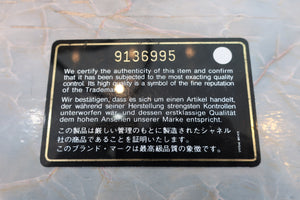 9136995
We certify the authenticity of this item and confirm
that it has been subjected to the most exacting quality
control. Its high quality is a symbol of the fine reputation
of the Trademark
Wir bestätigen, dass es sich um einen Artikel handelt,
der während seiner Herstellung strengsten Kontrollen
unterworfen war, und dessen erstklassige Qualität
dem hohen Ansehen unserer Marke entspricht.
この製品は厳しい管理のもとに製造されたシャネル
社の商品であることを証明いたします。
このブランド・マークは最高級品質の象徴です。